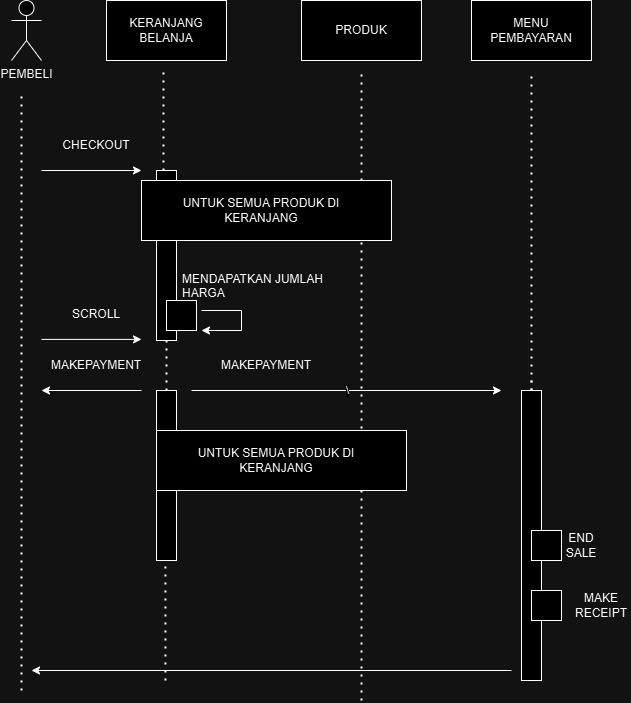 PEMBELI
KERANJANG
BELANJA
PRODUK
MENU
PEMBAYARAN
CHECKOUT
UNTUK SEMUA PRODUK DI
KERANJANG
MENDAPATKAN JUMLAH
HARGA
SCROLL
MAKEPAYMENT
MAKEPAYMENT
UNTUK SEMUA PRODUK DI
KERANJANG
END
SALE
MAKE
RECEIPT